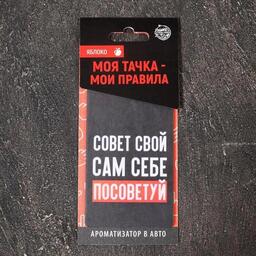 ЯБЛОКО
МОЯ ТАЧКА -
МОИ ПРАВИЛА
СОВЕТ СВОЙ
САМ СЕБЕ
ПОСОВЕТУЙ
АРОМАТИЗАТОР В АВТО